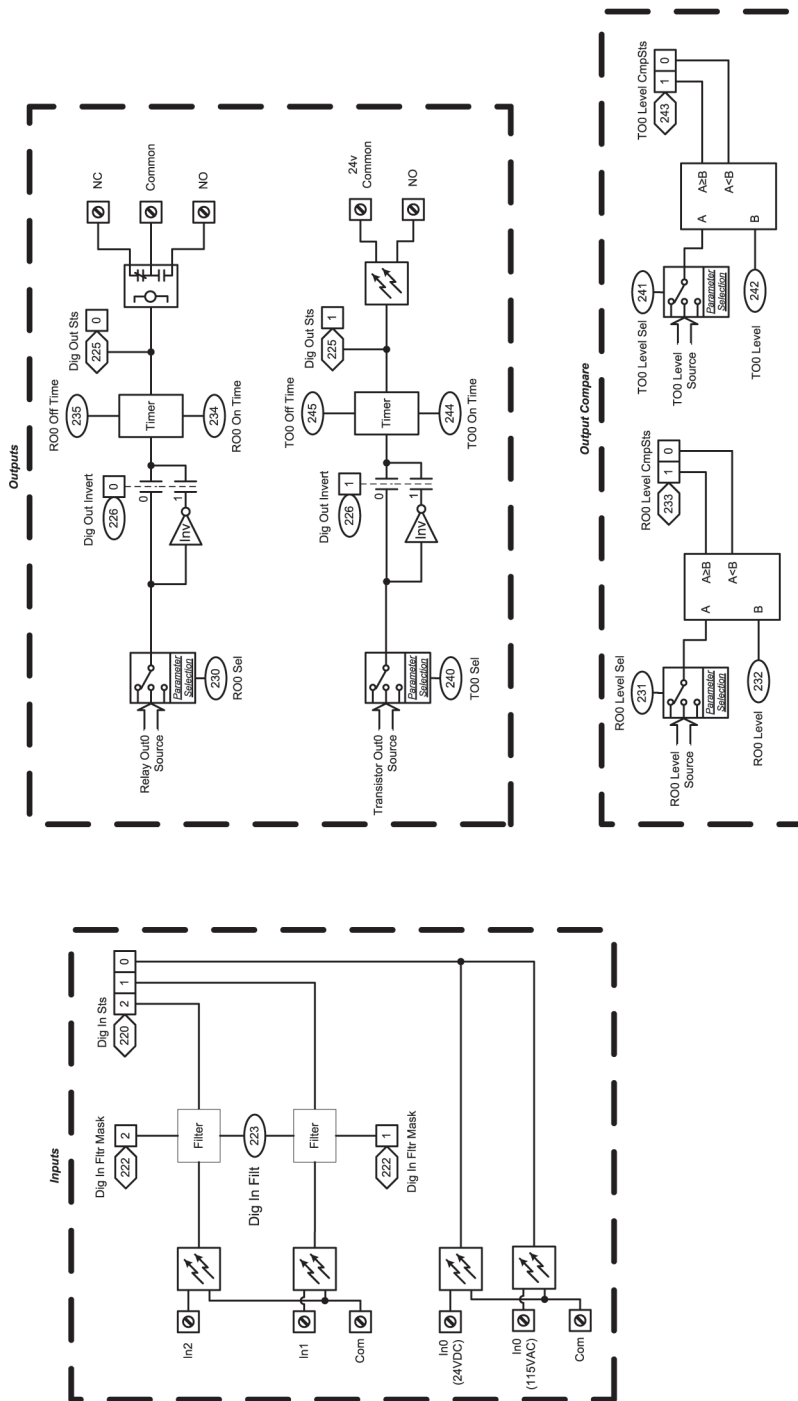 Inputs
Dig In Fltr Mask
222
2
Dig In Sts
220
2
1
0
In2
Filter
Dig In Filt
223
In1
Filter
Com
222
1
Dig In Fltr Mask
In0
(24VDC)
In0
(115VAC)
Com
Outputs
Relay Out0
Source
Parameter
Selection
230
RO0 Sel
Inv
0
1
Dig Out Invert
226
0
RO0 Off Time
235
Timer
234
RO0 On Time
Dig Out Sts
225
0
NC
Common
NO
Transistor Out0
Source
Parameter
Selection
240
TO0 Sel
Inv
0
1
Dig Out Invert
226
1
TO0 Off Time
245
Timer
244
TO0 On Time
Dig Out Sts
225
1
24v
Common
NO
Output Compare
RO0 Level Sel
231
RO0 Level
Source
Parameter
Selection
232
RO0 Level
A
B
A≥B
A<B
RO0 Level CmpSts
233
1
0
TO0 Level Sel
241
TO0 Level
Source
Parameter
Selection
242
TO0 Level
A
B
A≥B
A<B
TO0 Level CmpSts
243
1
0